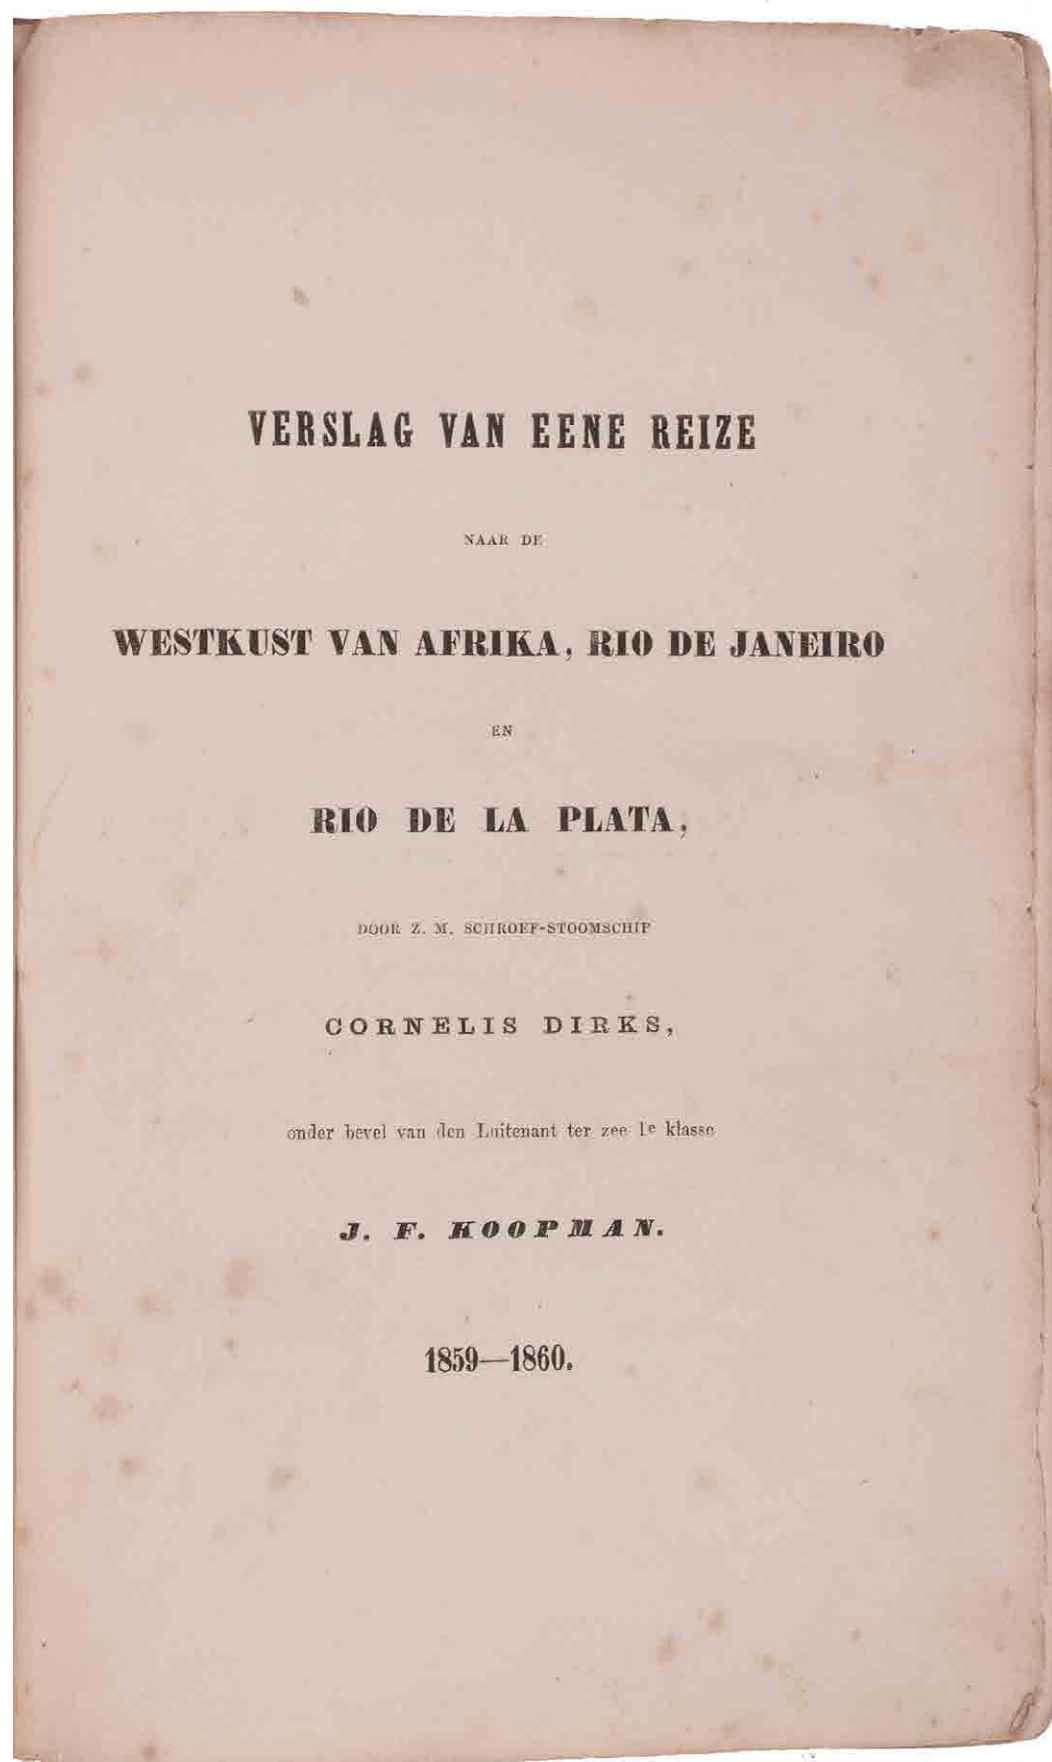 VERSLAG VAN EENE REIZE
NAAR DE
WESTKUST VAN AFRIKA, RIO DE JANEIRO
EN
RIO DE LA PLATA,
DOOR Z. M. SCHROEF-STOOMSCHIP
CORNELIS DIRKS,
onder bevel van den Luitenant ter zee 1e klasse
J. F. KOOPMAN.
1859—1860.